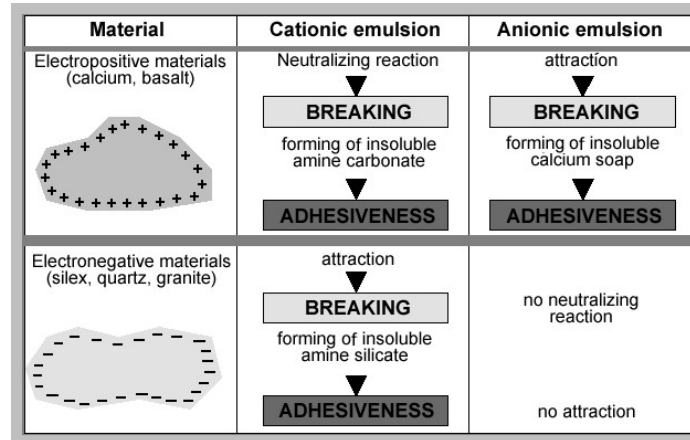 Material
Cationic emulsion
Anionic emulsion
Electropositive materials
(calcium, basalt)
Neutralizing reaction
BREAKING
forming of insoluble
amine carbonate
ADHESIVENESS
attraction
BREAKING
forming of insoluble
calcium soap
ADHESIVENESS
Electronegative materials
(silex, quartz, granite)
attraction
BREAKING
forming of insoluble
amine silicate
ADHESIVENESS
no neutralizing
reaction
no attraction